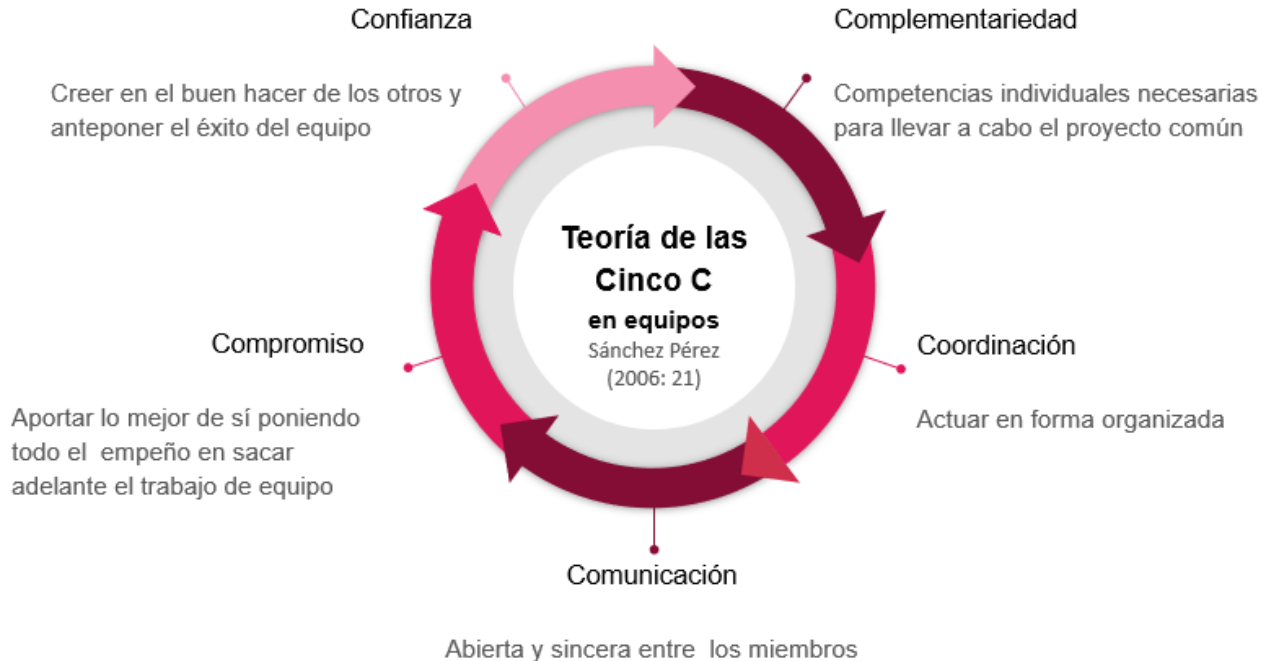 Confianza
Creer en el buen hacer de los otros y
anteponer el éxito del equipo
Complementariedad
Competencias individuales necesarias
para llevar a cabo el proyecto común
Teoría de las
Cinco C
en equipos
Sánchez Pérez
(2006: 21)
Compromiso
Aportar lo mejor de sí poniendo
todo el empeño en sacar
adelante el trabajo de equipo
Coordinación
Actuar en forma organizada
Comunicación
Abierta y sincera entre los miembros